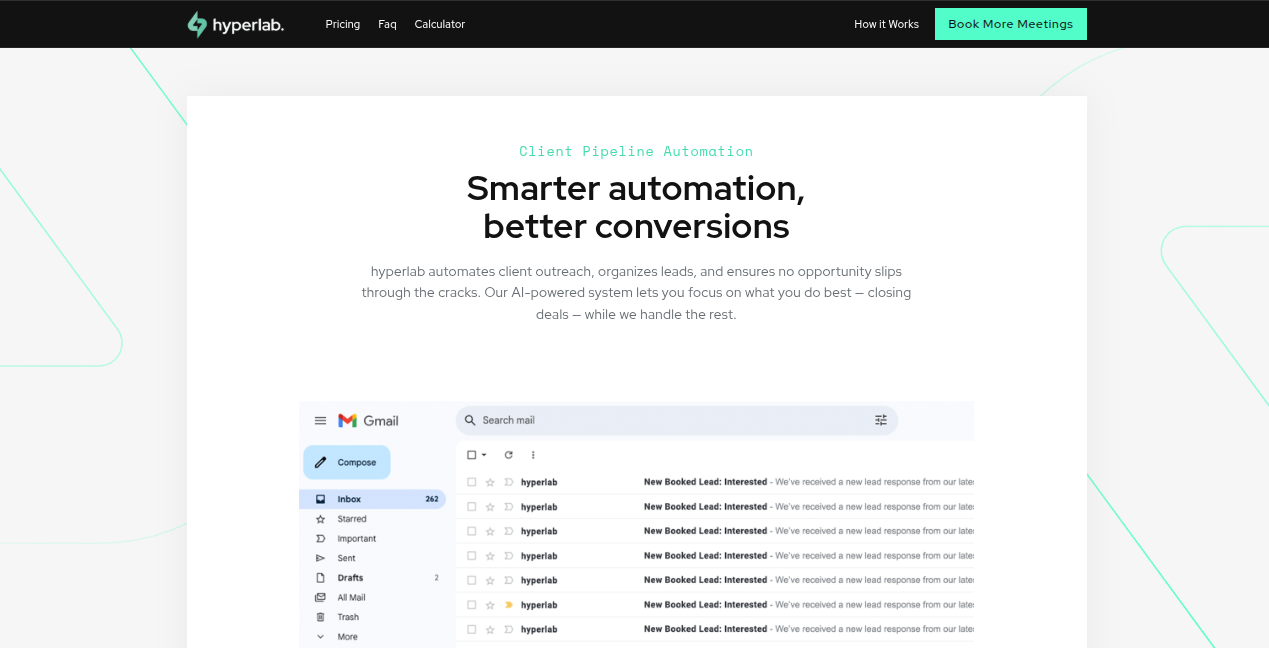 hyperlab.
Pricing
Faq
Calculator
How it Works
Book More Meetings
Client Pipeline Automation
Smarter automation,
better conversions
hyperlab automates client outreach, organizes leads, and ensures no opportunity slips
through the cracks. Our AI-powered system lets you focus on what you do best — closing
deals — while we handle the rest.
Gmail
Search mail
Compose
Inbox 262
Starred
Important
Sent
Drafts 2
All Mail
Trash
More
hyperlab New Booked Lead: Interested - We've received a new lead response from our late
hyperlab New Booked Lead: Interested - We've received a new lead response from our late
hyperlab New Booked Lead: Interested - We've received a new lead response from our late
hyperlab New Booked Lead: Interested - We've received a new lead response from our late
hyperlab New Booked Lead: Interested - We've received a new lead response from our late
hyperlab New Booked Lead: Interested - We've received a new lead response from our late
hyperlab New Booked Lead: Interested - We've received a new lead response from our late